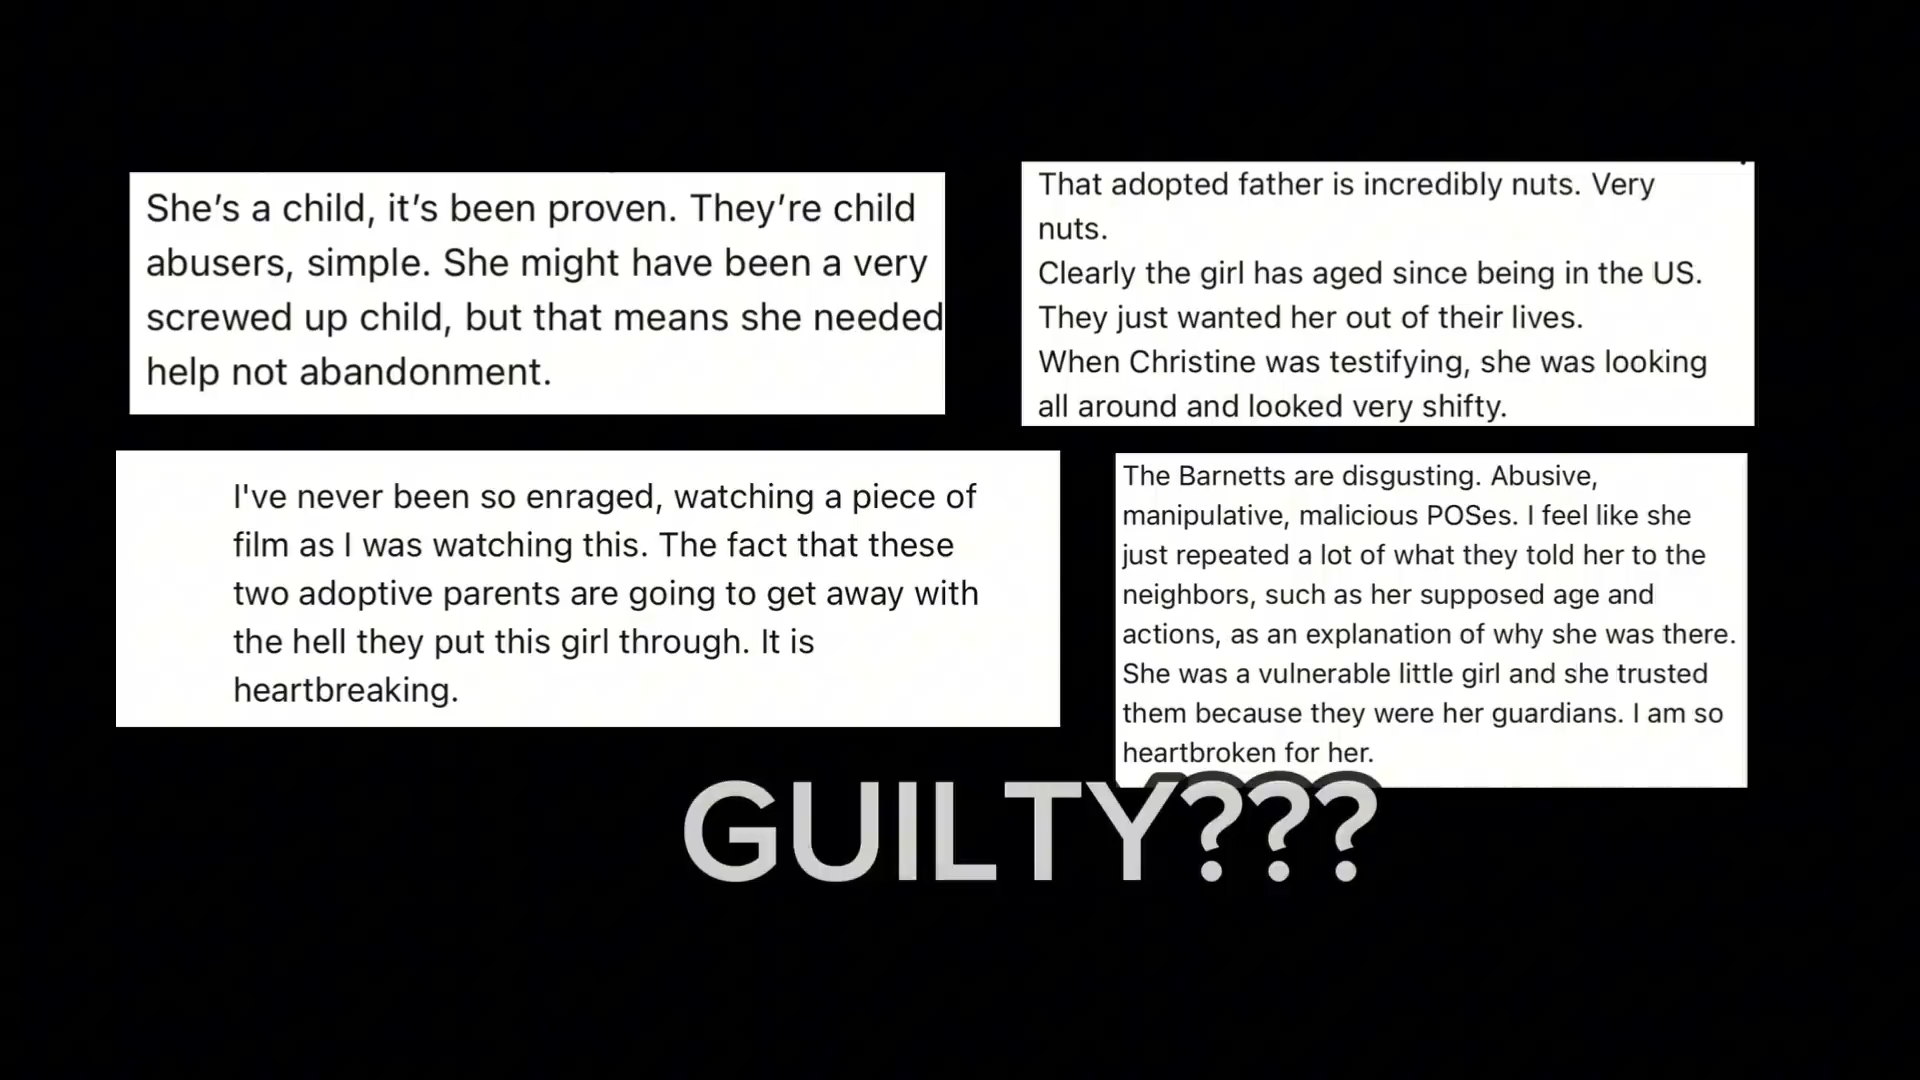 She’s a child, it’s been proven. They’re child
abusers, simple. She might have been a very
screwed up child, but that means she needed
help not abandonment.
That adopted father is incredibly nuts. Very
nuts.
Clearly the girl has aged since being in the US.
They just wanted her out of their lives.
When Christine was testifying, she was looking
all around and looked very shifty.
I've never been so enraged, watching a piece of
film as I was watching this. The fact that these
two adoptive parents are going to get away with
the hell they put this girl through. It is
heartbreaking.
The Barnetts are disgusting. Abusive,
manipulative, malicious POSes. I feel like she
just repeated a lot of what they told her to the
neighbors, such as her supposed age and
actions, as an explanation of why she was there.
She was a vulnerable little girl and she trusted
them because they were her guardians. I am so
heartbroken for her.
GUILTY???